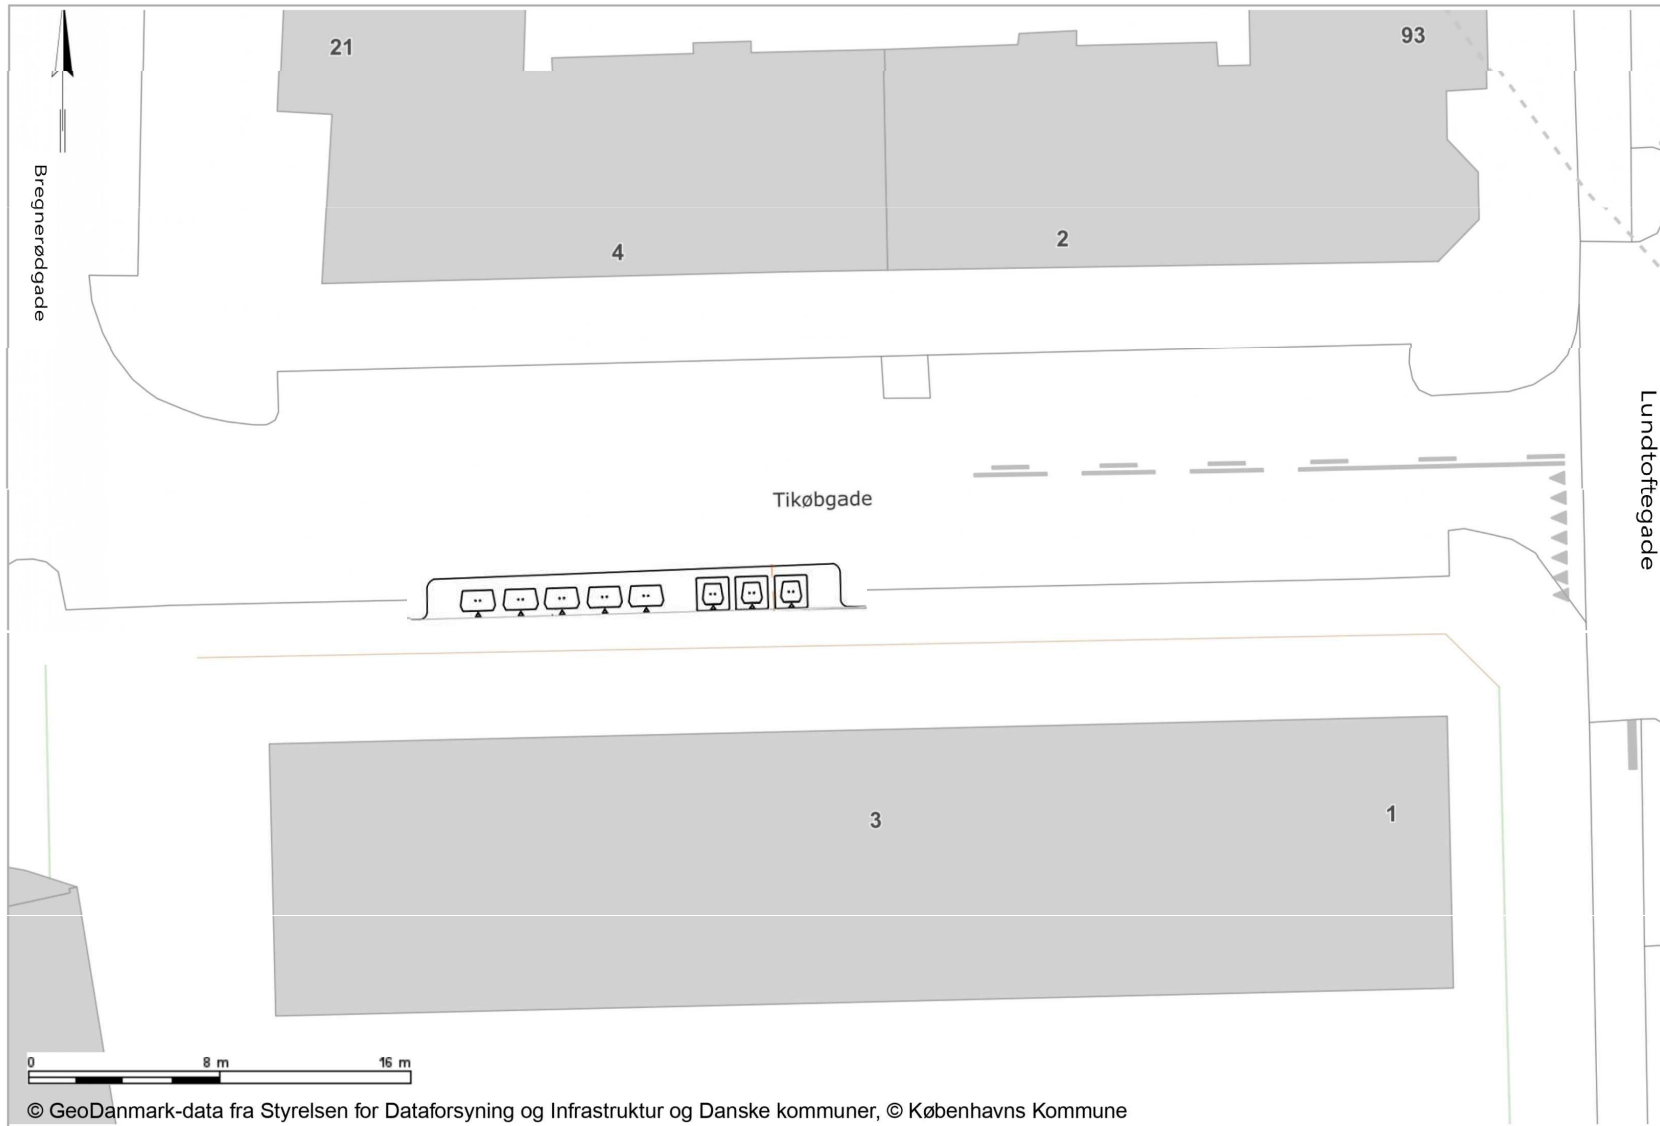 21
93
Bregnerødgade
4
2
Lundtoftegade
Tikøbgade
3
1
0 8 m 16 m
© GeoDanmark-data fra Styrelsen for Dataforsyning og Infrastruktur og Danske kommuner, © Københavns Kommune